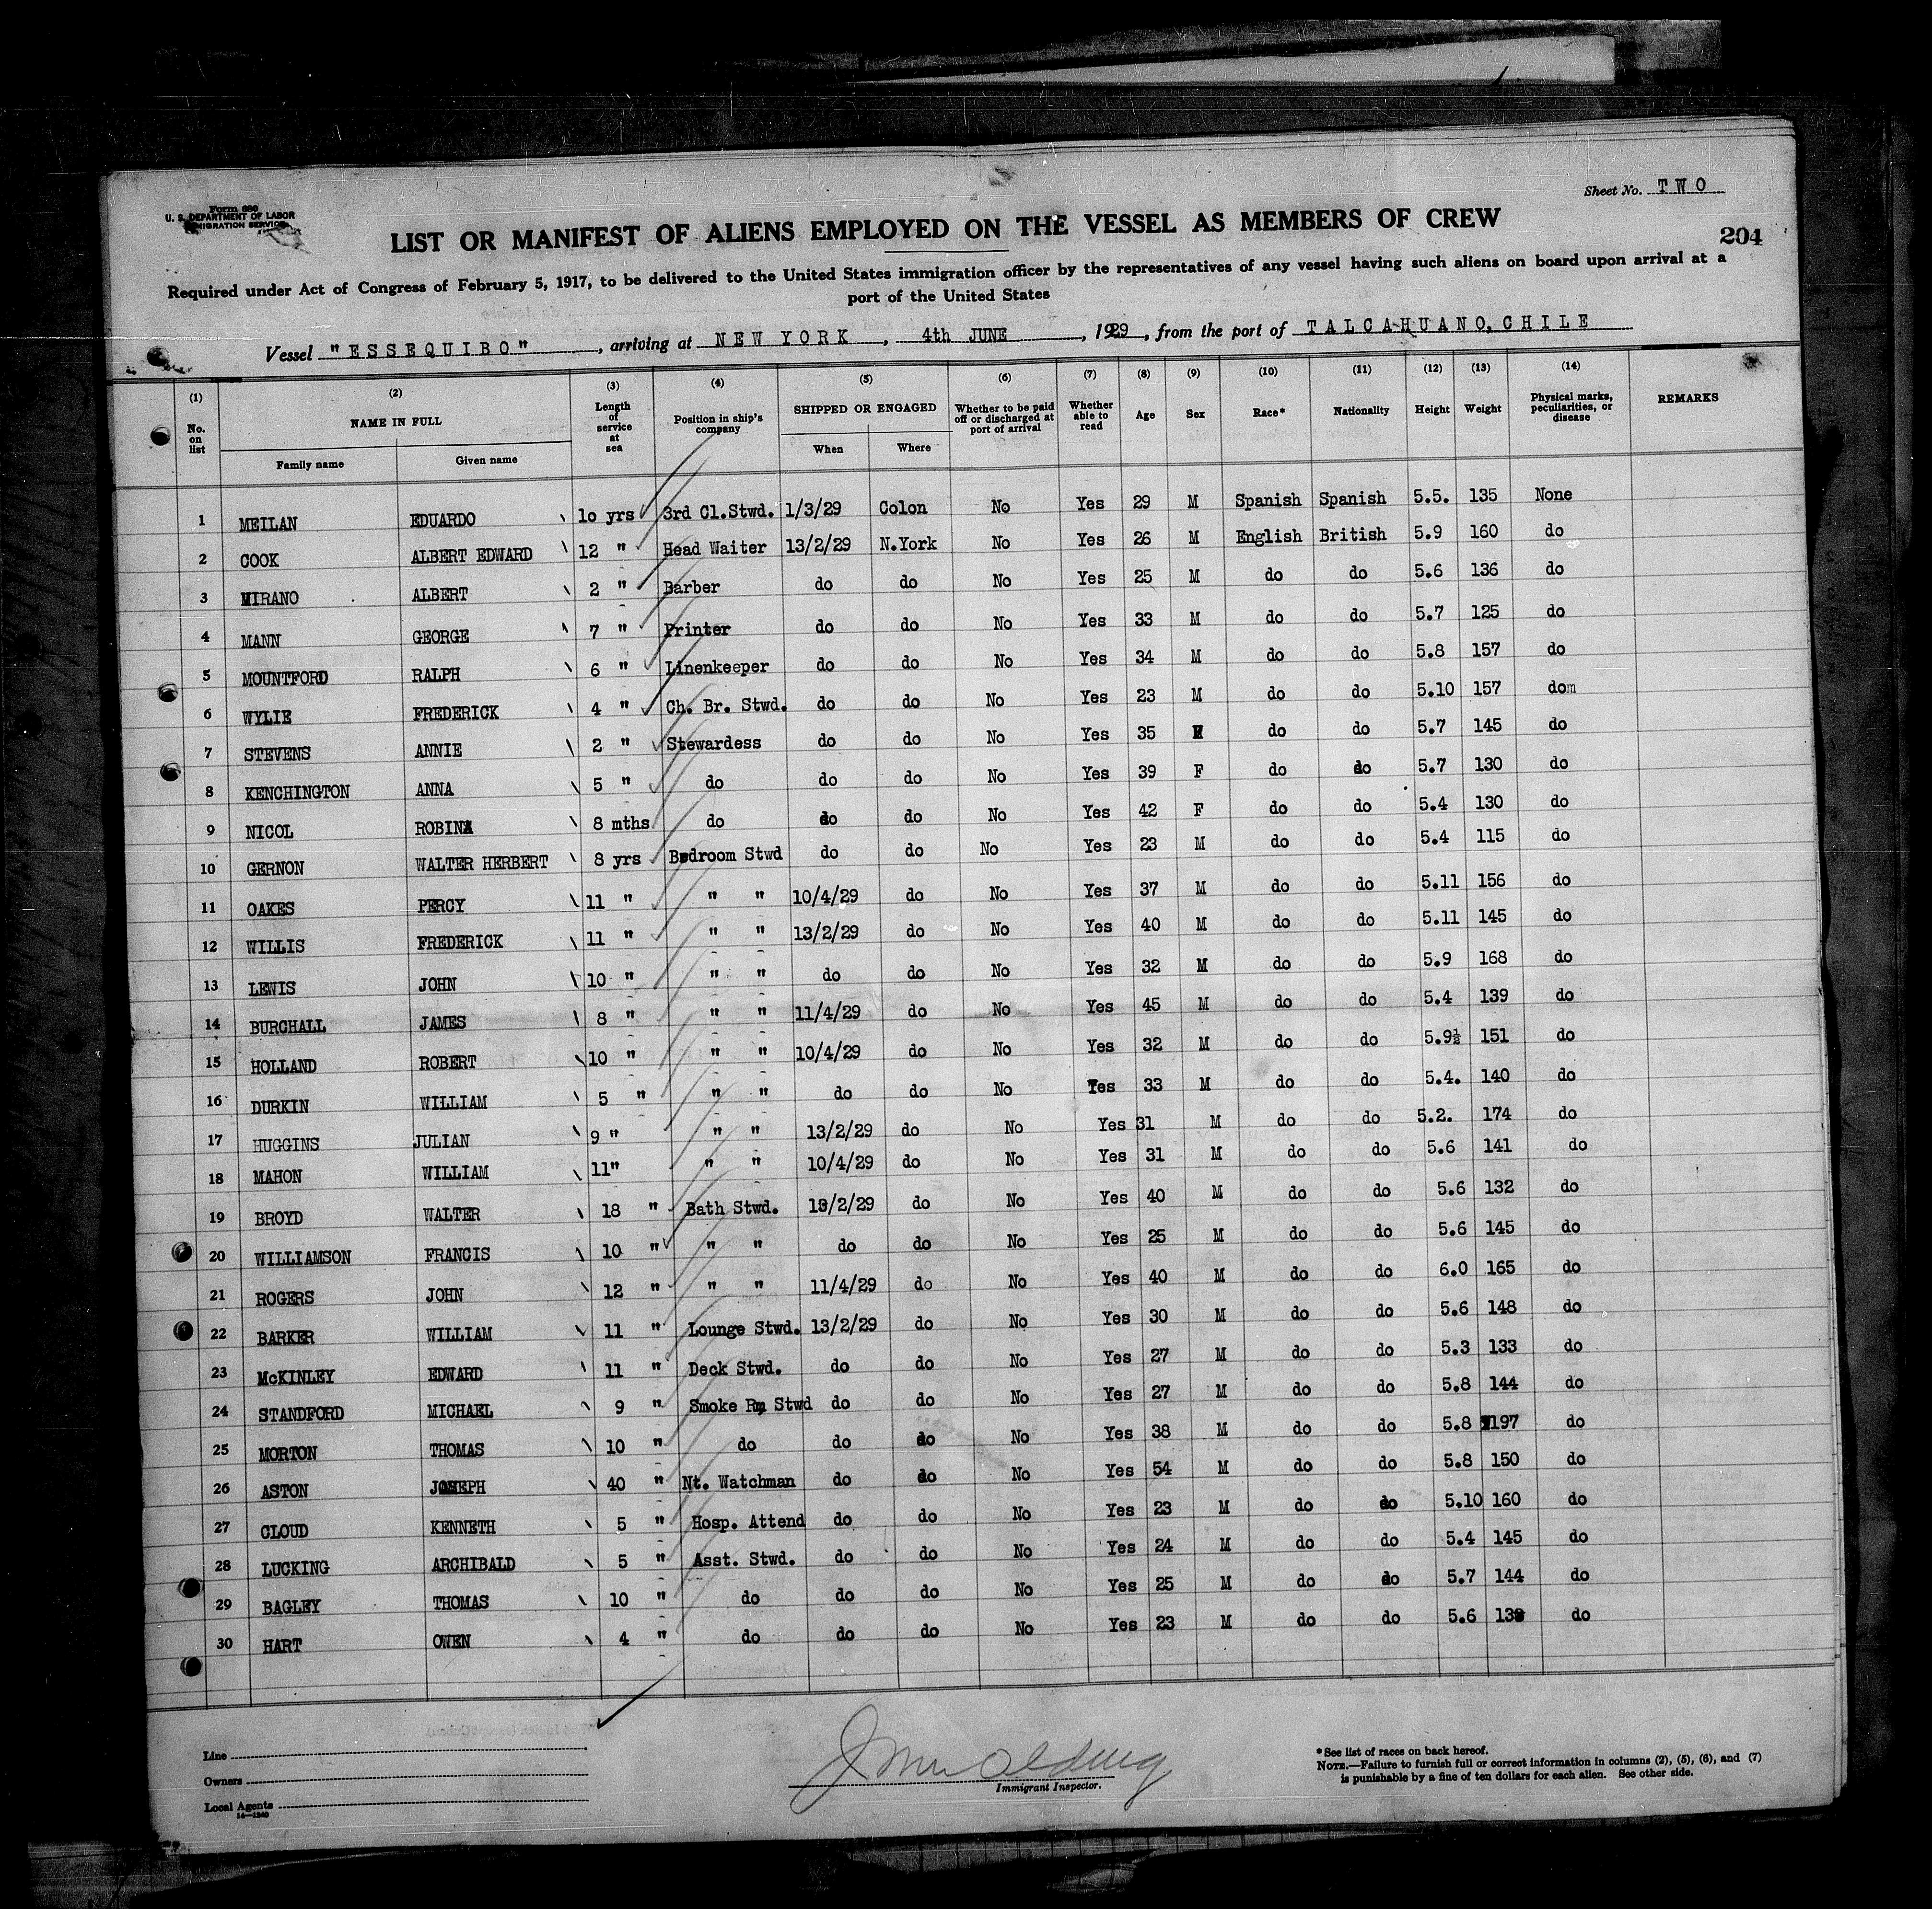 Sheet No. TWO
Form 689
U. S. DEPARTMENT OF LABOR
IMMIGRATION SERVICE
LIST OR MANIFEST OF ALIENS EMPLOYED ON THE VESSEL AS MEMBERS OF CREW
204
Required under Act of Congress of February 5, 1917, to be delivered to the United States immigration officer by the representatives of any vessel having such aliens on board upon arrival at a
port of the United States
Vessel "ESSEQUIBO", arriving at NEW YORK, 4th JUNE, 1929, from the port of TALCAHUANO, CHILE
(1) (2) (3) (4) (5) (6) (7) (8) (9) (10) (11) (12) (13) (14)
No. on list NAME IN FULL Length of service at sea Position in ship's company SHIPPED OR ENGAGED Whether to be paid off or discharged at port of arrival Whether able to read Age Sex Race* Nationality Height Weight Physical marks, peculiarities, or disease REMARKS
Family name Given name When Where
1 MEILAN EDUARDO 1o yrs 3rd Cl.Stwd. 1/3/29 Colon No Yes 29 M Spanish Spanish 5.5. 135 None
2 COOK ALBERT EDWARD 12 " Head Waiter 13/2/29 N.York No Yes 26 M English British 5.9 160 do
3 MIRANO ALBERT 2 " Barber do do No Yes 25 M do do 5.6 136 do
4 MANN GEORGE 7 " Printer do do No Yes 33 M do do 5.7 125 do
5 MOUNTFORD RALPH 6 " Linenkeeper do do No Yes 34 M do do 5.8 157 do
6 WYLIE FREDERICK 4 " Ch. Br. Stwd. do do No Yes 23 M do do 5.10 157 dom
7 STEVENS ANNIE 2 " Stewardess do do No Yes 35 F do do 5.7 145 do
8 KENCHINGTON ANNA 5 " do do do No Yes 39 F do do 5.7 130 do
9 NICOL ROBINA 8 mths do do do No Yes 42 F do do 5.4 130 do
10 GERNON WALTER HERBERT 8 yrs Bedroom Stwd do do No Yes 23 M do do 5.4 115 do
11 OAKES PERCY 11 " " " 10/4/29 do No Yes 37 M do do 5.11 156 do
12 WILLIS FREDERICK 11 " " " 13/2/29 do No Yes 40 M do do 5.11 145 do
13 LEWIS JOHN 10 " " " do do No Yes 32 M do do 5.9 168 do
14 BURCHALL JAMES 8 " " " 11/4/29 do No Yes 45 M do do 5.4 139 do
15 HOLLAND ROBERT 10 " " " 10/4/29 do No Yes 32 M do do 5.9½ 151 do
16 DURKIN WILLIAM 5 " " " do do No Yes 33 M do do 5.4. 140 do
17 HUGGINS JULIAN 9 " " " 13/2/29 do No Yes 31 M do do 5.2. 174 do
18 MAHON WILLIAM 11" " " 10/4/29 do No Yes 31 M do do 5.6 141 do
19 BROYD WALTER 18 " Bath Stwd. 13/2/29 do No Yes 40 M do do 5.6 132 do
20 WILLIAMSON FRANCIS 10 " " " do do No Yes 25 M do do 5.6 145 do
21 ROGERS JOHN 12 " " " 11/4/29 do No Yes 40 M do do 6.0 165 do
22 BARKER WILLIAM 11 " Lounge Stwd. 13/2/29 do No Yes 30 M do do 5.6 148 do
23 McKINLEY EDWARD 11 " Deck Stwd. do do No Yes 27 M do do 5.3 133 do
24 STANDFORD MICHAEL 9 " Smoke Rm Stwd do do No Yes 27 M do do 5.8 144 do
25 MORTON THOMAS 10 " do do do No Yes 38 M do do 5.8 197 do
26 ASTON JOSEPH 40 " Nt. Watchman do do No Yes 54 M do do 5.8 150 do
27 CLOUD KENNETH 5 " Hosp. Attend do do No Yes 23 M do do 5.10 160 do
28 LUCKING ARCHIBALD 5 " Asst. Stwd. do do No Yes 24 M do do 5.4 145 do
29 BAGLEY THOMAS 10 " do do do No Yes 25 M do do 5.7 144 do
30 HART OWEN 4 " do do do No Yes 23 M do do 5.6 do
Line
Owners
Local Agents
14—1240
Immigrant Inspector.
*See list of races on back hereof.
NOTE.—Failure to furnish full or correct information in columns (2), (5), (6), and (7)
is punishable by a fine of ten dollars for each alien. See other side.